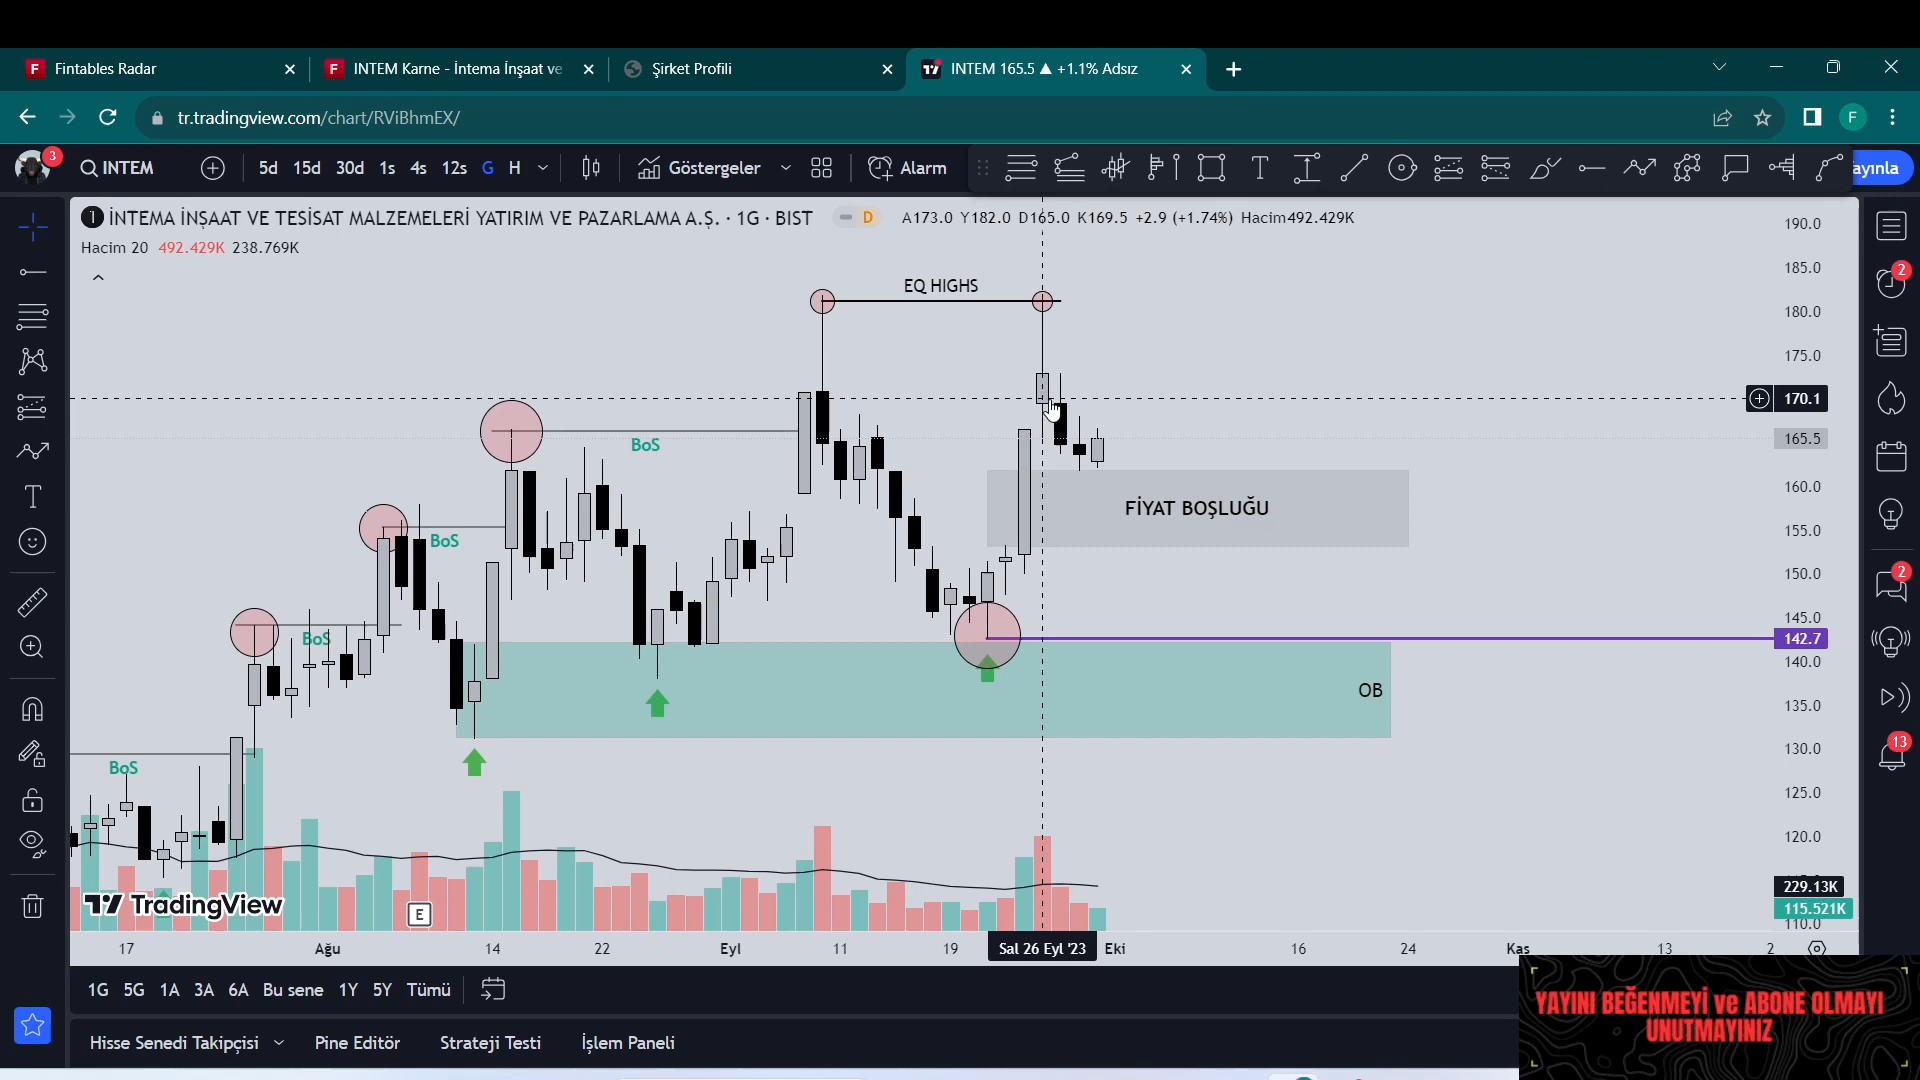 Fintables Radar
INTEM Karne - İntema İnşaat ve
Şirket Profili
INTEM 165.5 ▲ +1.1% Adsız
tr.tradingview.com/chart/RViBhmEX/
F
3
INTEM
5d 15d 30d 1s 4s 12s G H
Göstergeler
Alarm
ayınla
1 İNTEMA İNŞAAT VE TESİSAT MALZEMELERİ YATIRIM VE PAZARLAMA A.Ş. · 1G · BIST
D
A173.0 Y182.0 D165.0 K169.5 +2.9 (+1.74%) Hacim492.429K
Hacim 20 492.429K 238.769K
EQ HIGHS
BoS
BoS
BoS
BoS
FİYAT BOŞLUĞU
OB
190.0
185.0
180.0
175.0
170.1
165.5
160.0
155.0
150.0
145.0
142.7
140.0
135.0
130.0
125.0
120.0
229.13K
115.521K
110.0
2
2
13
TradingView
E
17 Ağu 14 22 Eyl 11 19 Sal 26 Eyl '23 Eki 16 24 Kas 13 2
1G 5G 1A 3A 6A Bu sene 1Y 5Y Tümü
Hisse Senedi Takipçisi Pine Editör Strateji Testi İşlem Paneli
YAYINI BEĞENMEYİ ve ABONE OLMAYI
UNUTMAYINIZ